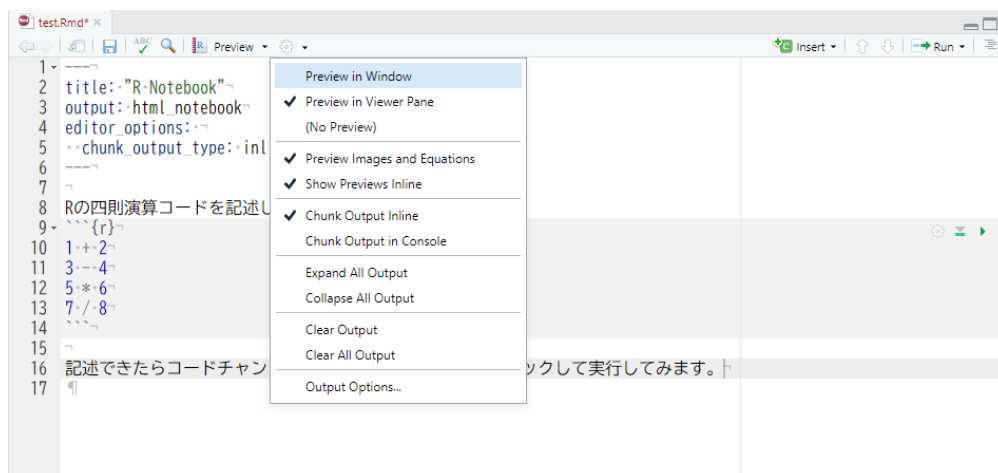 test.Rmd*
ABC Preview Insert Run
1 ---
2 title: "R Notebook"
3 output: html_notebook
4 editor_options:
5 chunk_output_type: inl
6 ---
7
8 Rの四則演算コードを記述し
9 ```{r}
10 1 + 2
11 3 - 4
12 5 * 6
13 7 / 8
14 ```
15
16 記述できたらコードチャン ックして実行してみます。
17
Preview in Window
Preview in Viewer Pane
(No Preview)
Preview Images and Equations
Show Previews Inline
Chunk Output Inline
Chunk Output in Console
Expand All Output
Collapse All Output
Clear Output
Clear All Output
Output Options...